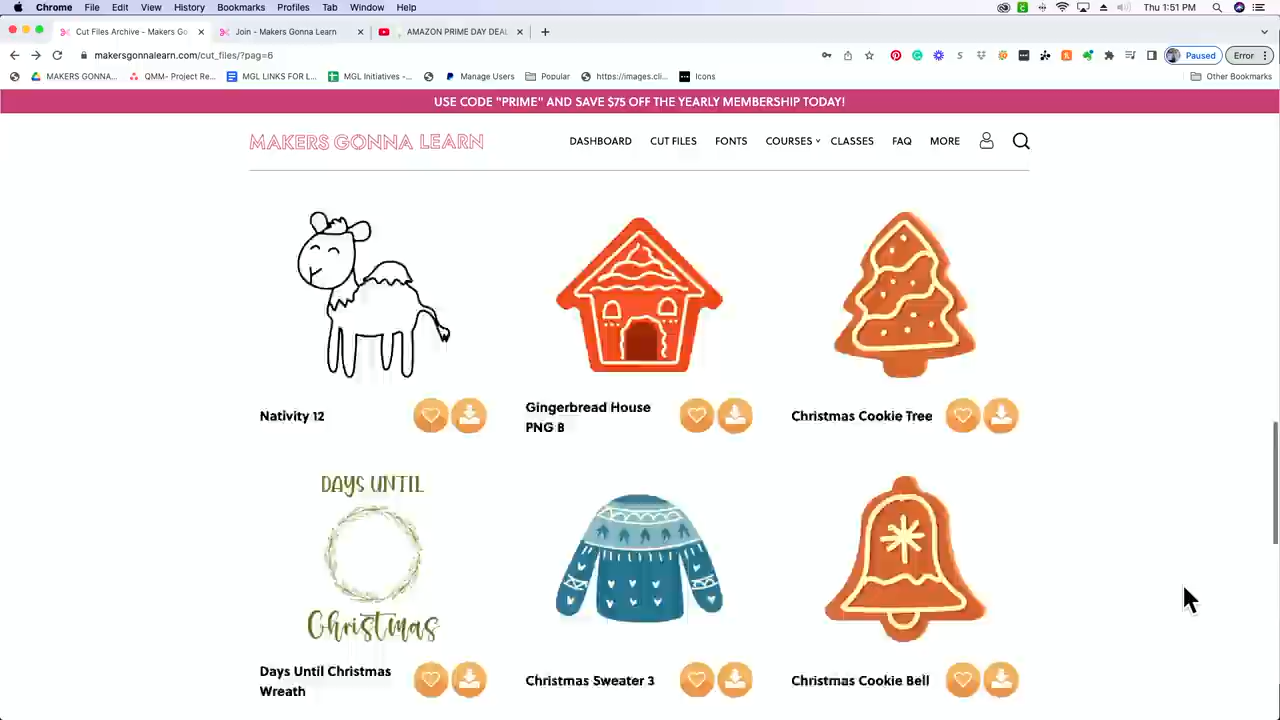 Chrome File Edit View History Bookmarks Profiles Tab Window Help Thu 1:51 PM
Cut Files Archive - Makers Go Join - Makers Gonna Learn AMAZON PRIME DAY DEAL
makersgonnalearn.com/cut_files/?pag=6 Paused Error
MAKERS GONNA... QMM- Project Re... MGL LINKS FOR L... MGL Initiatives -... Manage Users Popular https://images.cli... Icons Other Bookmarks
USE CODE "PRIME" AND SAVE $75 OFF THE YEARLY MEMBERSHIP TODAY!
MAKERS GONNA LEARN DASHBOARD CUT FILES FONTS COURSES CLASSES FAQ MORE
Nativity 12
Gingerbread House
PNG 8
Christmas Cookie Tree
DAYS UNTIL
Christmas
Days Until Christmas
Wreath
Christmas Sweater 3
Christmas Cookie Bell